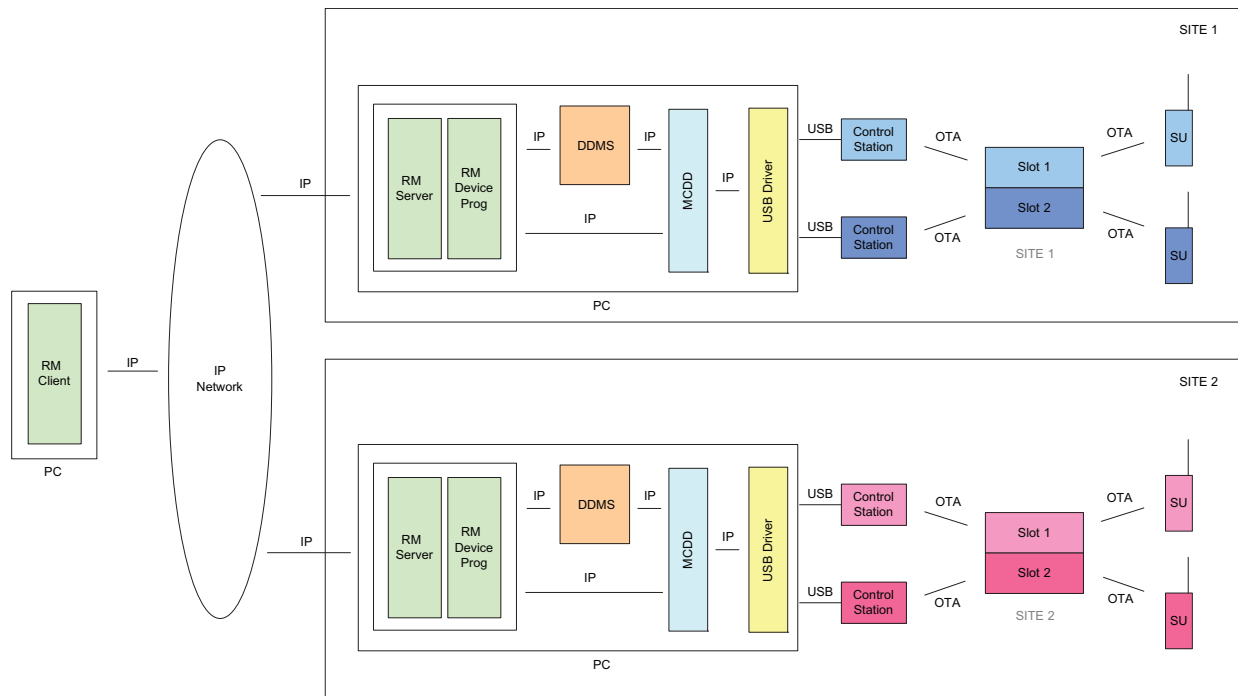 SITE 1
USB
Control
Station
OTA
OTA
SU
IP
DDMS
IP
RM
Server
RM
Device
Prog
MCDD
IP
USB Driver
Slot 1
Slot 2
IP
IP
USB
Control
Station
OTA
OTA
SU
SITE 1
PC
RM
Client
IP
IP
Network
PC
SITE 2
USB
Control
Station
OTA
OTA
SU
IP
DDMS
IP
RM
Server
RM
Device
Prog
MCDD
IP
USB Driver
Slot 1
Slot 2
IP
IP
USB
Control
Station
OTA
OTA
SU
SITE 2
PC